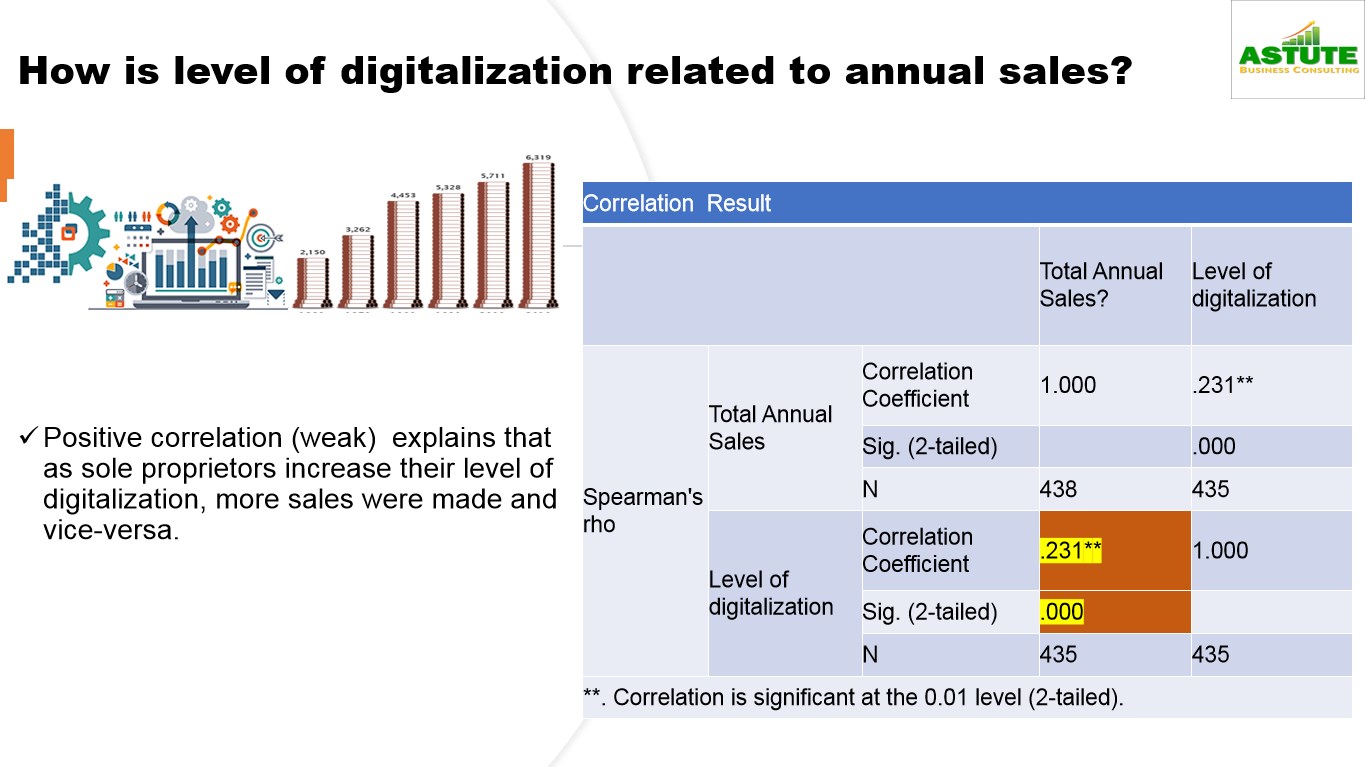 How is level of digitalization related to annual sales?
ASTUTE
BUSINESS CONSULTING
2,150
3,262
4,453
5,328
5,711
6,319
✓ Positive correlation (weak)  explains that
as sole proprietors increase their level of
digitalization, more sales were made and
vice-versa.
Correlation  Result
Total Annual
Sales?
Level of
digitalization
Spearman's
rho
Total Annual
Sales
Correlation
Coefficient
1.000
.231**
Sig. (2-tailed)
.000
N
438
435
Level of
digitalization
Correlation
Coefficient
.231**
1.000
Sig. (2-tailed)
.000
N
435
435
**. Correlation is significant at the 0.01 level (2-tailed).